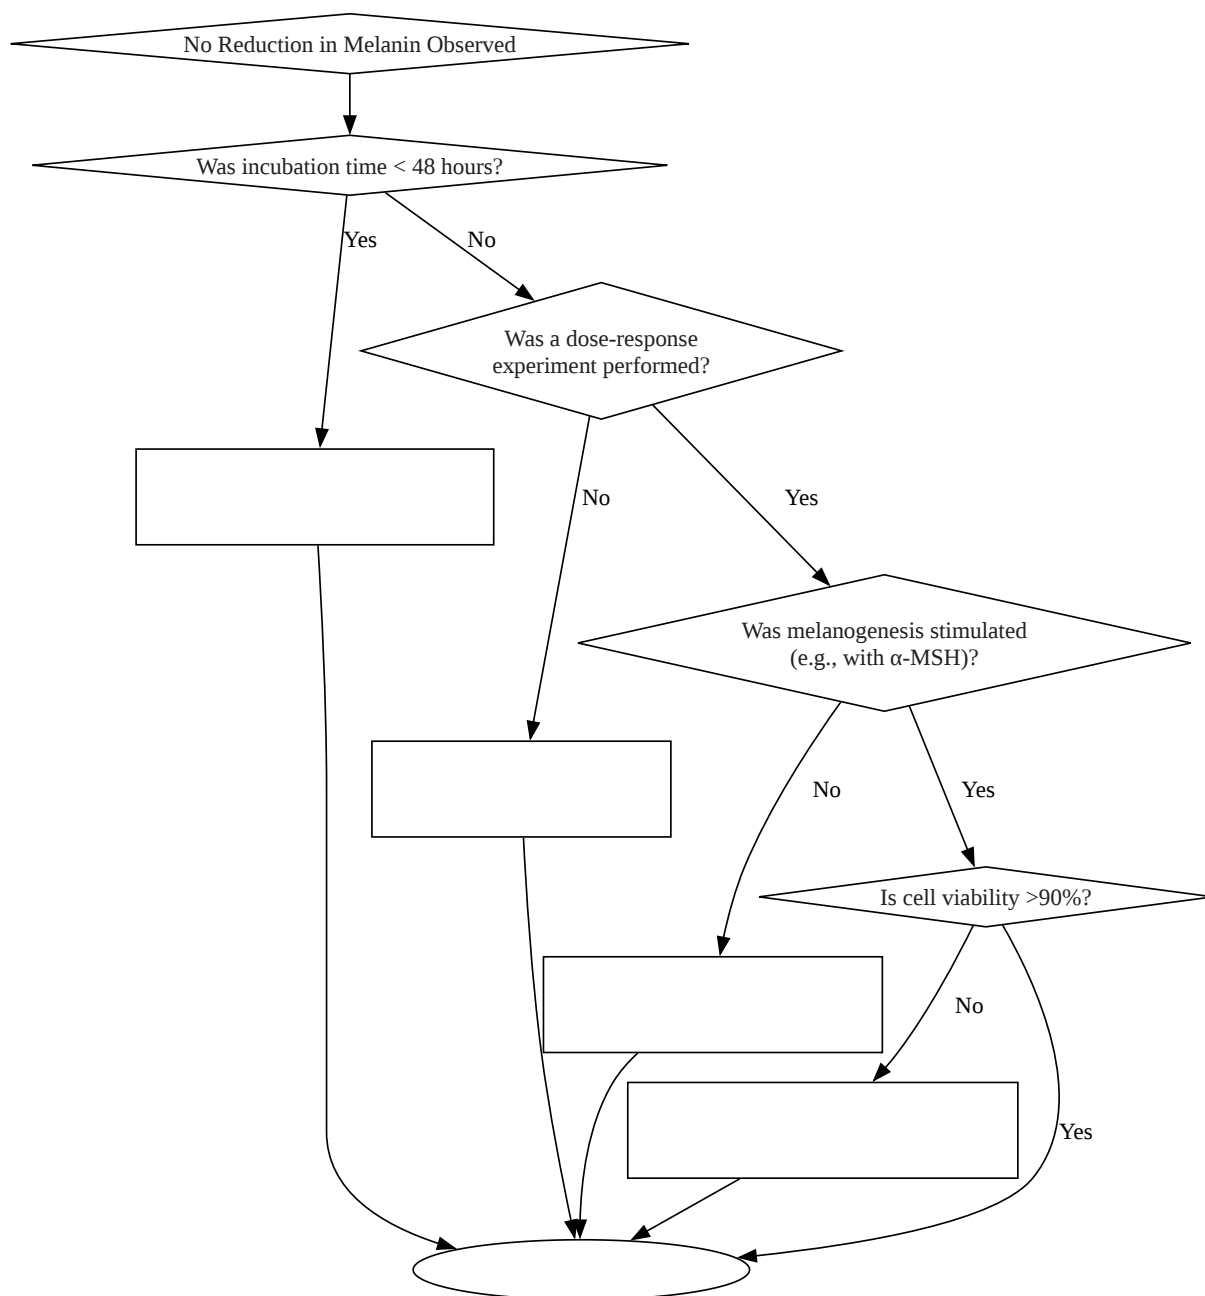 No Reduction in Melanin Observed
Was incubation time < 48 hours?
Yes
No
Was a dose-response
experiment performed?
No
Yes
Was melanogenesis stimulated
(e.g., with α-MSH)?
No
Yes
Is cell viability >90%?
No
Yes